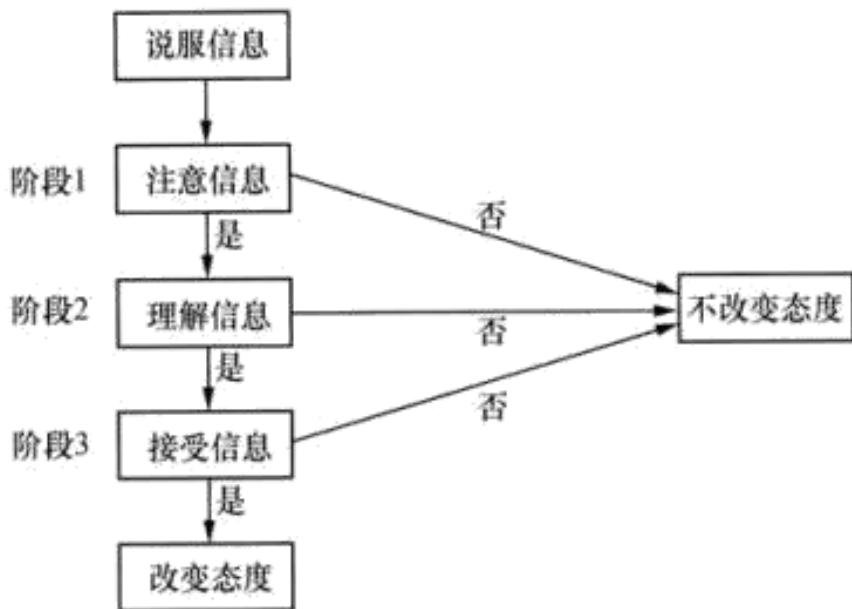 说服信息
阶段1
注意信息
否
是
阶段2
理解信息
否
不改变态度
是
阶段3
接受信息
否
是
改变态度